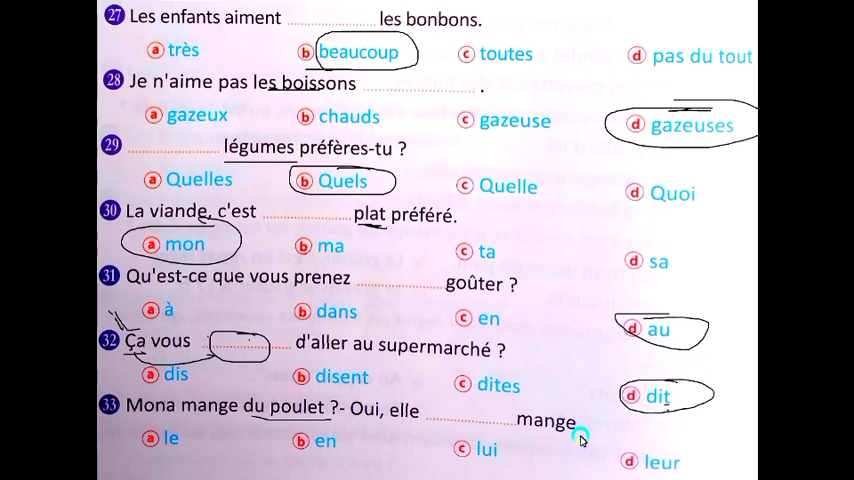 27 Les enfants aiment .................. les bonbons.
a très b beaucoup c toutes d pas du tout
28 Je n'aime pas les boissons .................. .
a gazeux b chauds c gazeuse d gazeuses
29 .................. légumes préfères-tu ?
a Quelles b Quels c Quelle d Quoi
30 La viande, c'est .................. plat préféré.
a mon b ma c ta d sa
31 Qu'est-ce que vous prenez .................. goûter ?
a à b dans c en d au
32 Ça vous .................. d'aller au supermarché ?
a dis b disent c dites d dit
33 Mona mange du poulet ?- Oui, elle .................. mange
a le b en c lui d leur